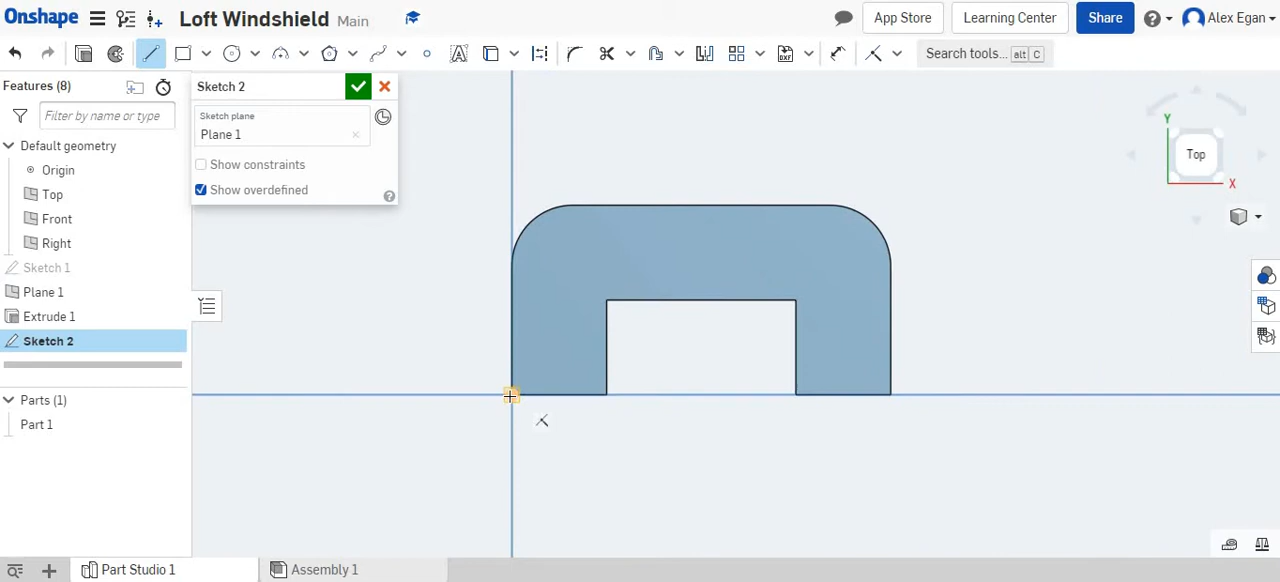 Onshape Loft Windshield Main App Store Learning Center Share Alex Egan
Search tools... alt C
Features (8)
Filter by name or type
Default geometry
Origin
Top
Front
Right
Sketch 1
Plane 1
Extrude 1
Sketch 2
Parts (1)
Part 1
Sketch 2
Sketch plane
Plane 1
Show constraints
Show overdefined
Y
Top
X
Part Studio 1 Assembly 1